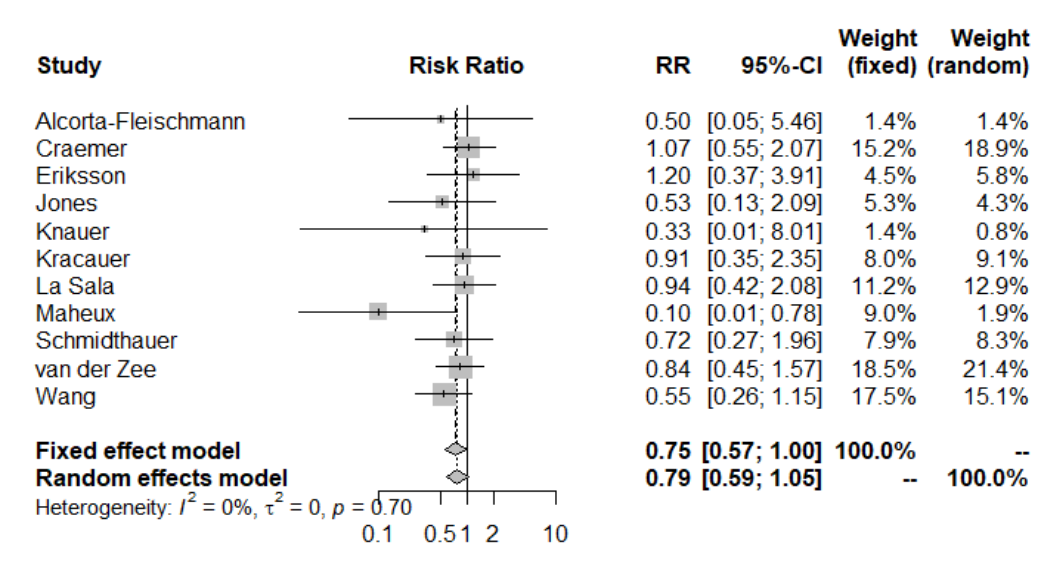 Weight Weight
Study Risk Ratio RR 95%-CI (fixed) (random)
Alcorta-Fleischmann 0.50 [0.05; 5.46] 1.4% 1.4%
Craemer 1.07 [0.55; 2.07] 15.2% 18.9%
Eriksson 1.20 [0.37; 3.91] 4.5% 5.8%
Jones 0.53 [0.13; 2.09] 5.3% 4.3%
Knauer 0.33 [0.01; 8.01] 1.4% 0.8%
Kracauer 0.91 [0.35; 2.35] 8.0% 9.1%
La Sala 0.94 [0.42; 2.08] 11.2% 12.9%
Maheux 0.10 [0.01; 0.78] 9.0% 1.9%
Schmidthauer 0.72 [0.27; 1.96] 7.9% 8.3%
van der Zee 0.84 [0.45; 1.57] 18.5% 21.4%
Wang 0.55 [0.26; 1.15] 17.5% 15.1%
Fixed effect model 0.75 [0.57; 1.00] 100.0% --
Random effects model 0.79 [0.59; 1.05] -- 100.0%
Heterogeneity: I² = 0%, τ² = 0, p = 0.70
0.1 0.5 1 2 10